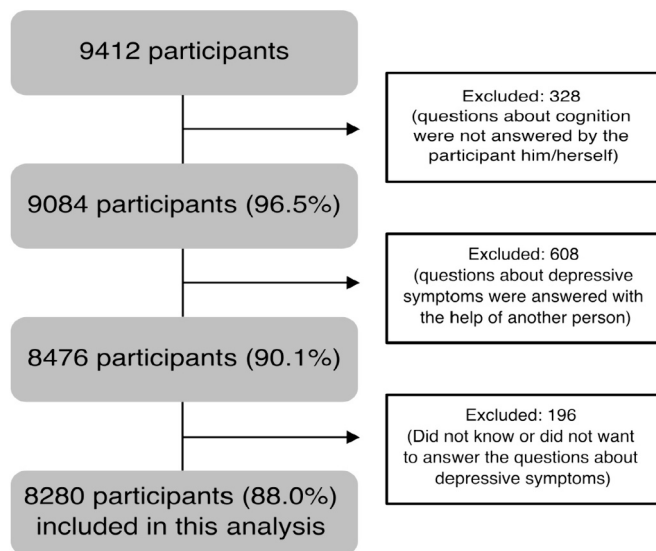 9412 participants
Excluded: 328
(questions about cognition
were not answered by the
participant him/herself)
9084 participants (96.5%)
Excluded: 608
(questions about depressive
symptoms were answered with
the help of another person)
8476 participants (90.1%)
Excluded: 196
(Did not know or did not want
to answer the questions about
depressive symptoms)
8280 participants (88.0%)
included in this analysis